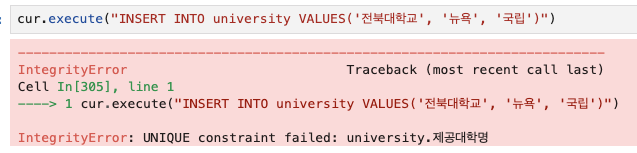 cur.execute("INSERT INTO university VALUES('전북대학교', '뉴욕', '국립')")
---------------------------------------------------------------------------
IntegrityError                            Traceback (most recent call last)
Cell In[305], line 1
----> 1 cur.execute("INSERT INTO university VALUES('전북대학교', '뉴욕', '국립')")

IntegrityError: UNIQUE constraint failed: university.제공대학명